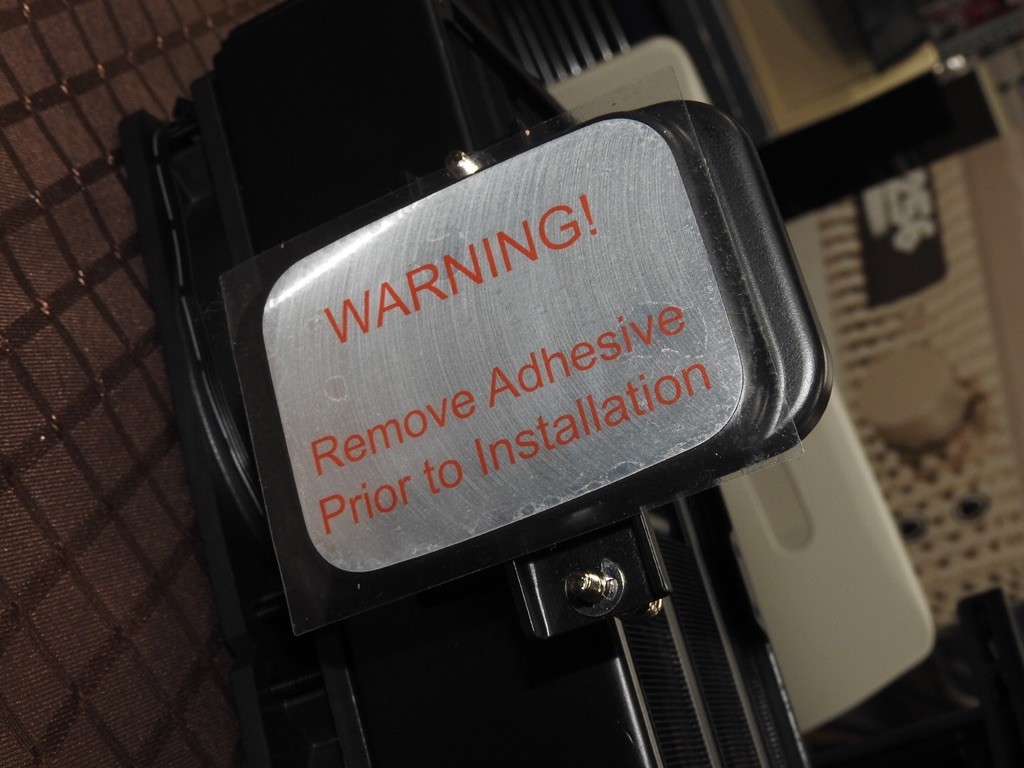 WARNING!
Remove Adhesive
Prior to Installation